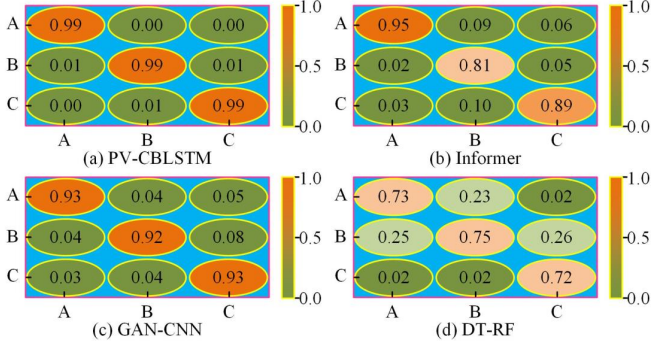 A 0.99 0.00 0.00 1.0
B 0.01 0.99 0.01 0.5
C 0.00 0.01 0.99 0.0
A B C
(a) PV-CBLSTM
A 0.95 0.09 0.06 1.0
B 0.02 0.81 0.05 0.5
C 0.03 0.10 0.89 0.0
A B C
(b) Informer
A 0.93 0.04 0.05 1.0
B 0.04 0.92 0.08 0.5
C 0.03 0.04 0.93 0.0
A B C
(c) GAN-CNN
A 0.73 0.23 0.02 1.0
B 0.25 0.75 0.26 0.5
C 0.02 0.02 0.72 0.0
A B C
(d) DT-RF